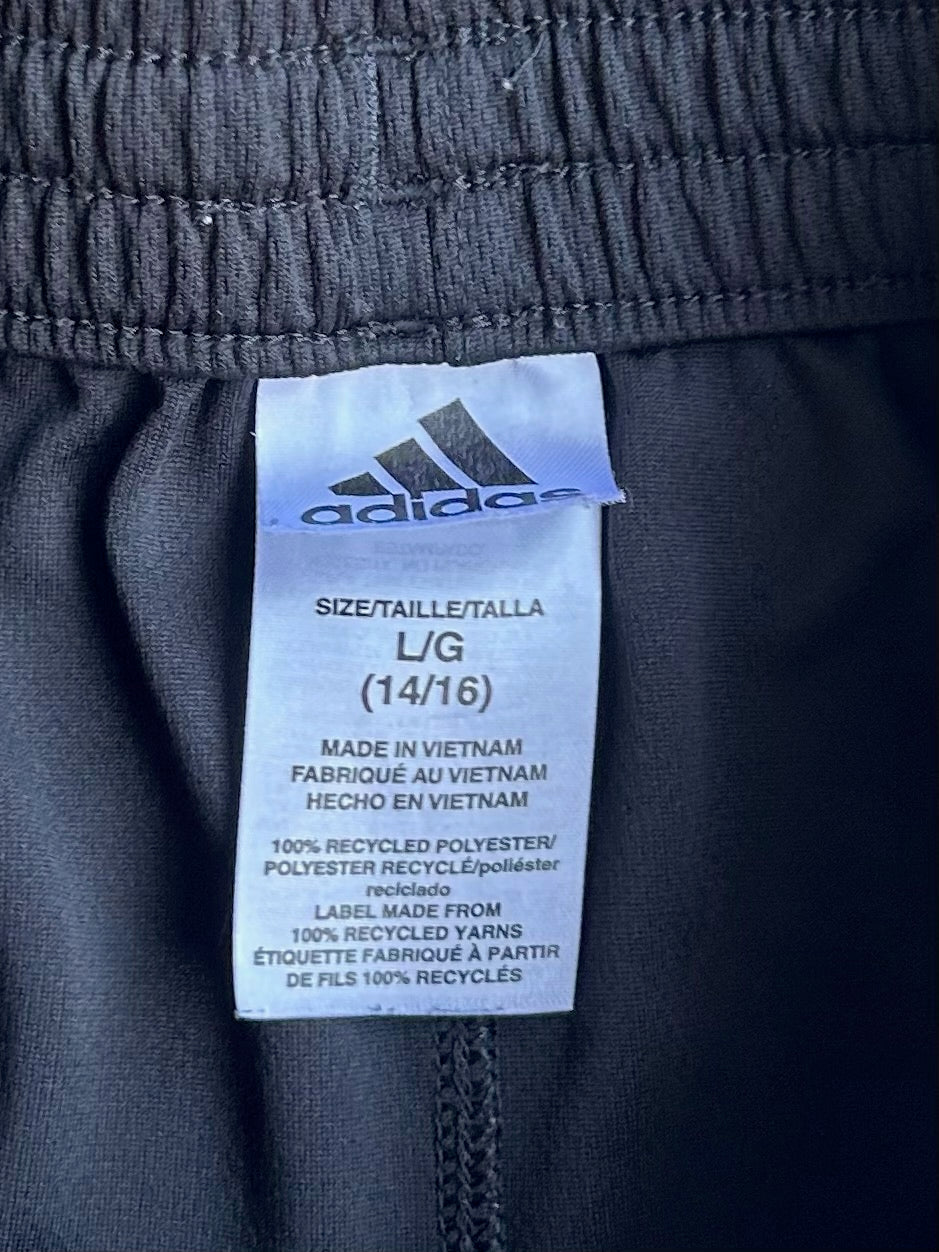 adidas
SIZE/TAILLE/TALLA
L/G
(14/16)
MADE IN VIETNAM
FABRIQUÉ AU VIETNAM
HECHO EN VIETNAM
100% RECYCLED POLYESTER/
POLYESTER RECYCLÉ/poliéster
reciclado
LABEL MADE FROM
100% RECYCLED YARNS
ÉTIQUETTE FABRIQUÉ À PARTIR
DE FILS 100% RECYCLÉS